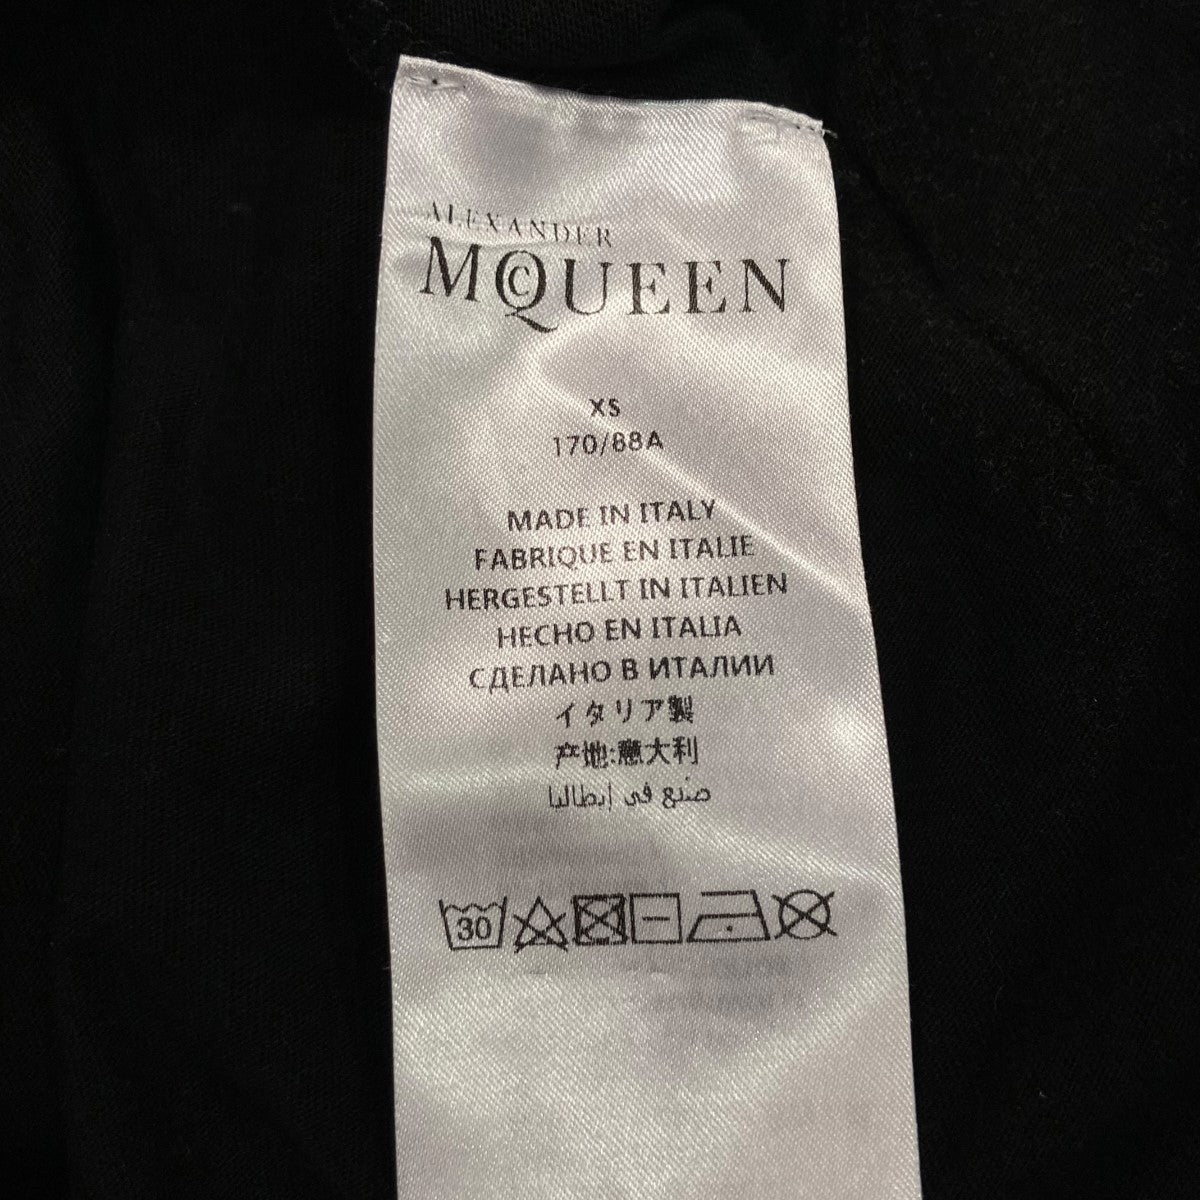 ALEXANDER
MCQUEEN
XS
170/88A
MADE IN ITALY
FABRIQUE EN ITALIE
HERGESTELLT IN ITALIEN
HECHO EN ITALIA
СДЕЛАНО В ИТАЛИИ
イタリア製
产地:意大利
صنع في إيطاليا
30